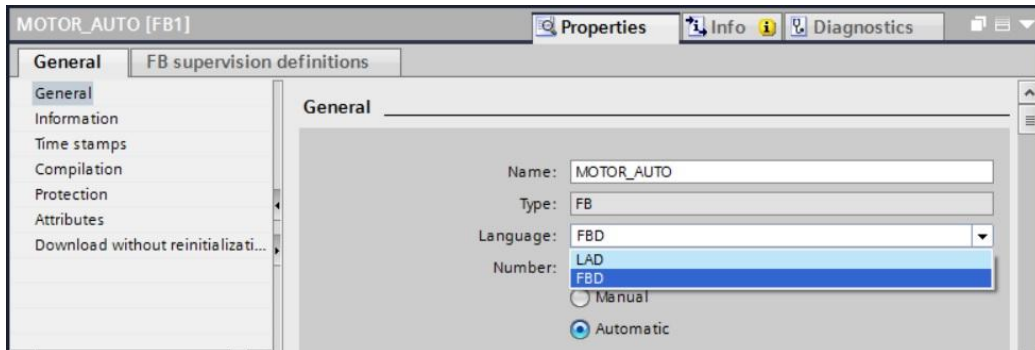 MOTOR_AUTO [FB1]
Properties
Info
Diagnostics
General
FB supervision definitions
General
Information
Time stamps
Compilation
Protection
Attributes
Download without reinitializati...
General
Name: MOTOR_AUTO
Type: FB
Language: FBD
LAD
FBD
Number:
Manual
Automatic